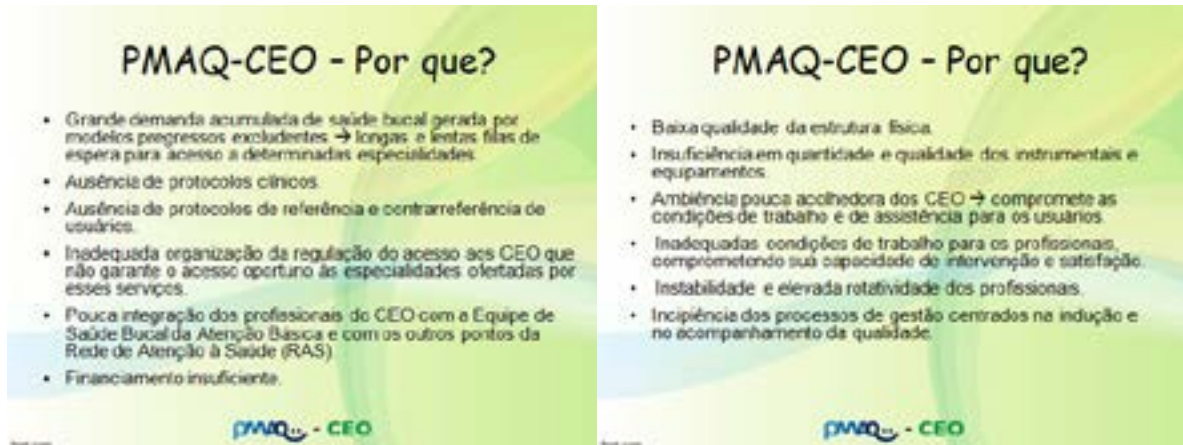 PMAQ-CEO - Por que?
• Grande demanda acumulada de saúde bucal gerada por
modelos pregressos excludentes → longas e lentas filas de
espera para acesso a determinadas especialidades.
• Ausência de protocolos clínicos.
• Ausência de protocolos de referência e contrarreferência de
usuários.
• Inadequada organização da regulação do acesso aos CEO que
não garante o acesso oportuno às especialidades ofertadas por
esses serviços.
• Pouca integração dos profissionais do CEO com a Equipe de
Saúde Bucal da Atenção Básica e com os outros pontos da
Rede de Atenção à Saúde (RAS)
• Financiamento insuficiente.
PMAQ - CEO
PMAQ-CEO - Por que?
• Baixa qualidade da estrutura física.
• Insuficiência em quantidade e qualidade dos instrumentais e
equipamentos.
• Ambiência pouca acolhedora dos CEO → compromete as
condições de trabalho e de assistência para os usuários.
• Inadequadas condições de trabalho para os profissionais,
comprometendo sua capacidade de intervenção e satisfação.
• Instabilidade e elevada rotatividade dos profissionais.
• Incipiência dos processos de gestão centrados na indução e
no acompanhamento da qualidade.
PMAQ - CEO